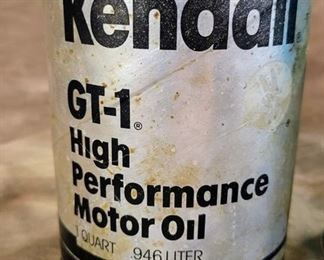 Kendall
GT-1®
High
Performance
Motor Oil
1 QUART .946 LITER